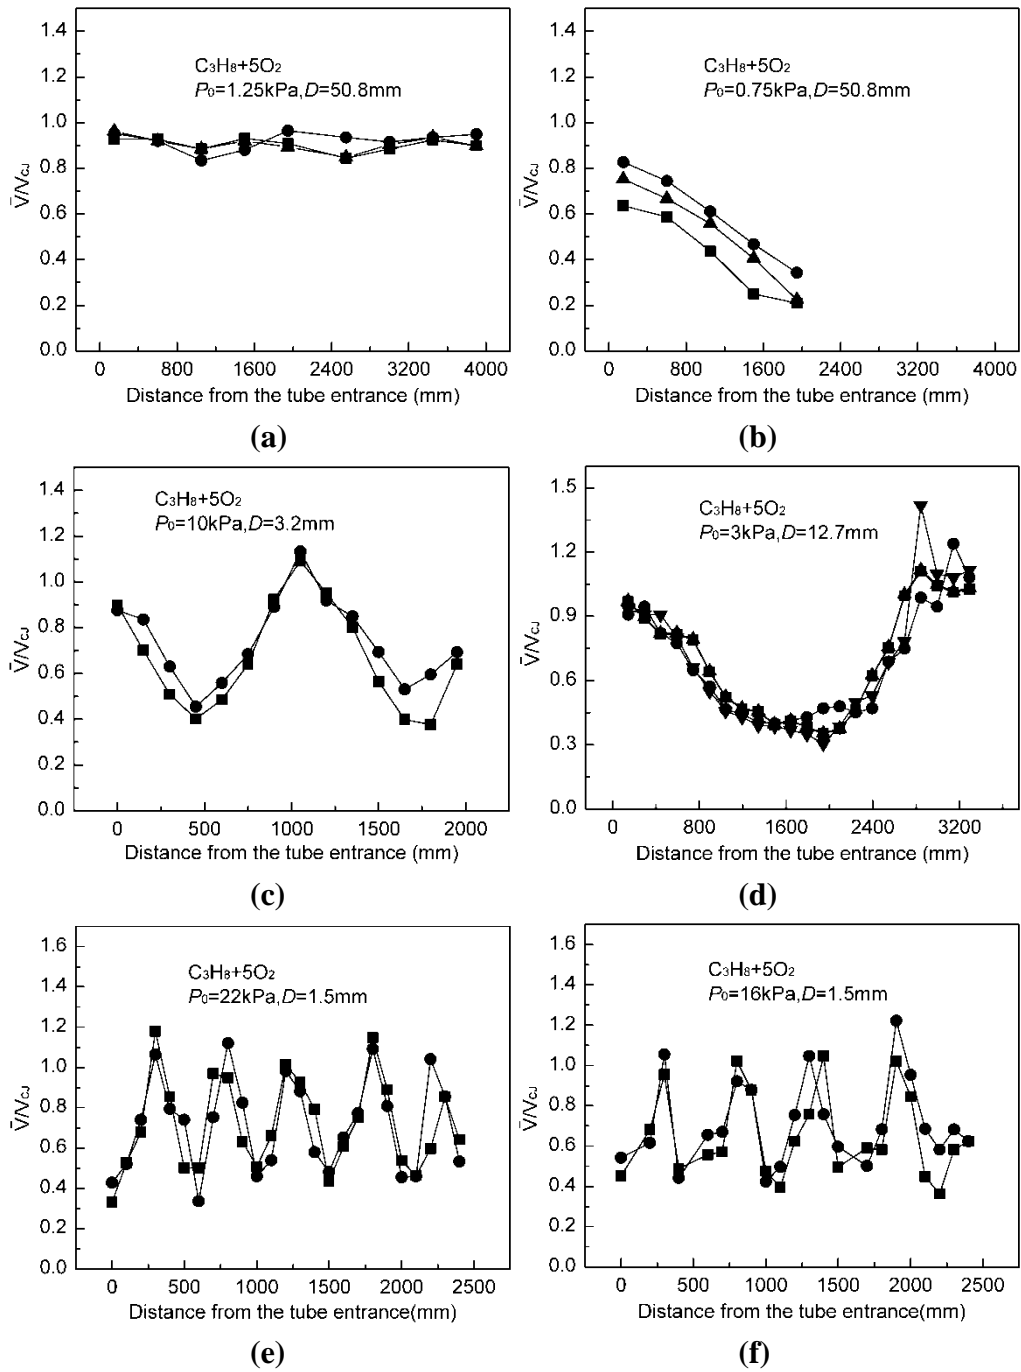 1.4
1.2
1.0
0.8
0.6
0.4
0.2
0.0
V̄/V_CJ
C₃H₈+5O₂
P₀=1.25kPa,D=50.8mm
0 800 1600 2400 3200 4000
Distance from the tube entrance (mm)
(a)
1.4
1.2
1.0
0.8
0.6
0.4
0.2
0.0
V̄/V_CJ
C₃H₈+5O₂
P₀=0.75kPa,D=50.8mm
0 800 1600 2400 3200 4000
Distance from the tube entrance (mm)
(b)
1.4
1.2
1.0
0.8
0.6
0.4
0.2
0.0
V̄/V_CJ
C₃H₈+5O₂
P₀=10kPa,D=3.2mm
0 500 1000 1500 2000
Distance from the tube entrance (mm)
(c)
1.5
1.2
0.9
0.6
0.3
0.0
V̄/V_CJ
C₃H₈+5O₂
P₀=3kPa,D=12.7mm
0 800 1600 2400 3200
Distance from the tube entrance (mm)
(d)
1.6
1.4
1.2
1.0
0.8
0.6
0.4
0.2
0.0
V̄/V_CJ
C₃H₈+5O₂
P₀=22kPa,D=1.5mm
0 500 1000 1500 2000 2500
Distance from the tube entrance(mm)
(e)
1.6
1.4
1.2
1.0
0.8
0.6
0.4
0.2
0.0
V̄/V_CJ
C₃H₈+5O₂
P₀=16kPa,D=1.5mm
0 500 1000 1500 2000 2500
Distance from the tube entrance(mm)
(f)